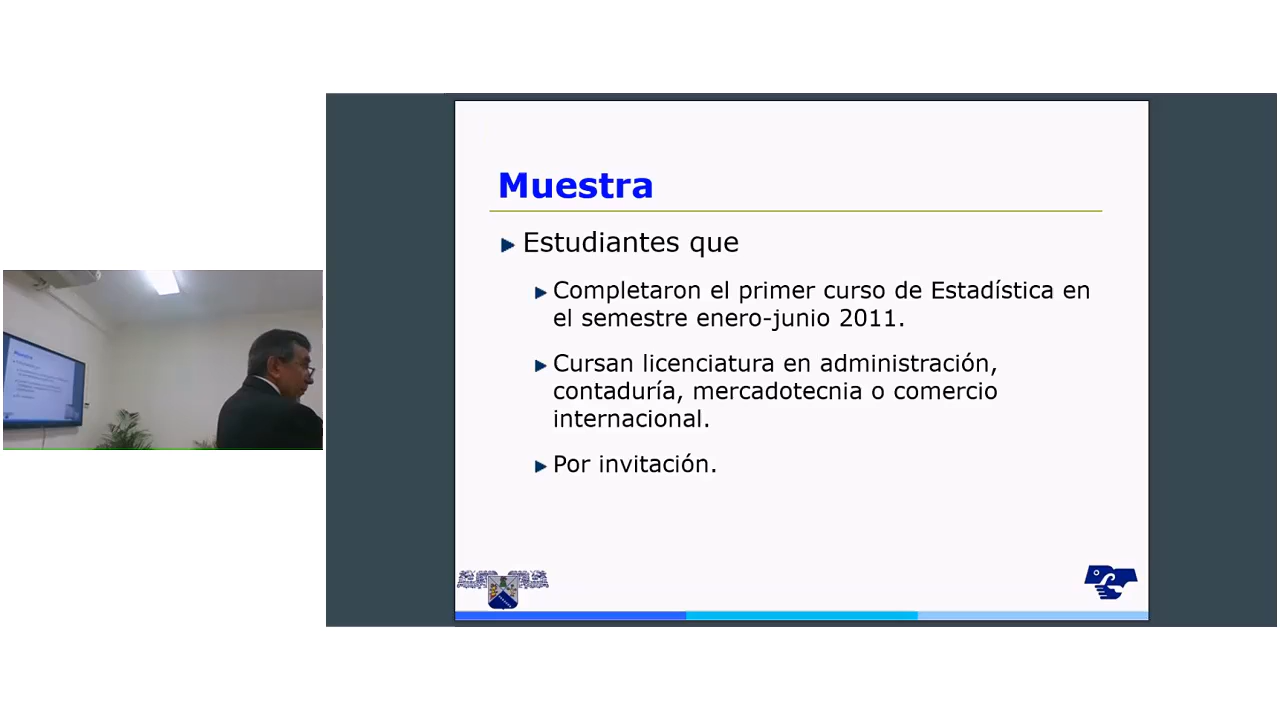 Muestra
Estudiantes que
Completaron el primer curso de Estadística en
el semestre enero-junio 2011.
Cursan licenciatura en administración,
contaduría, mercadotecnia o comercio
internacional.
Por invitación.